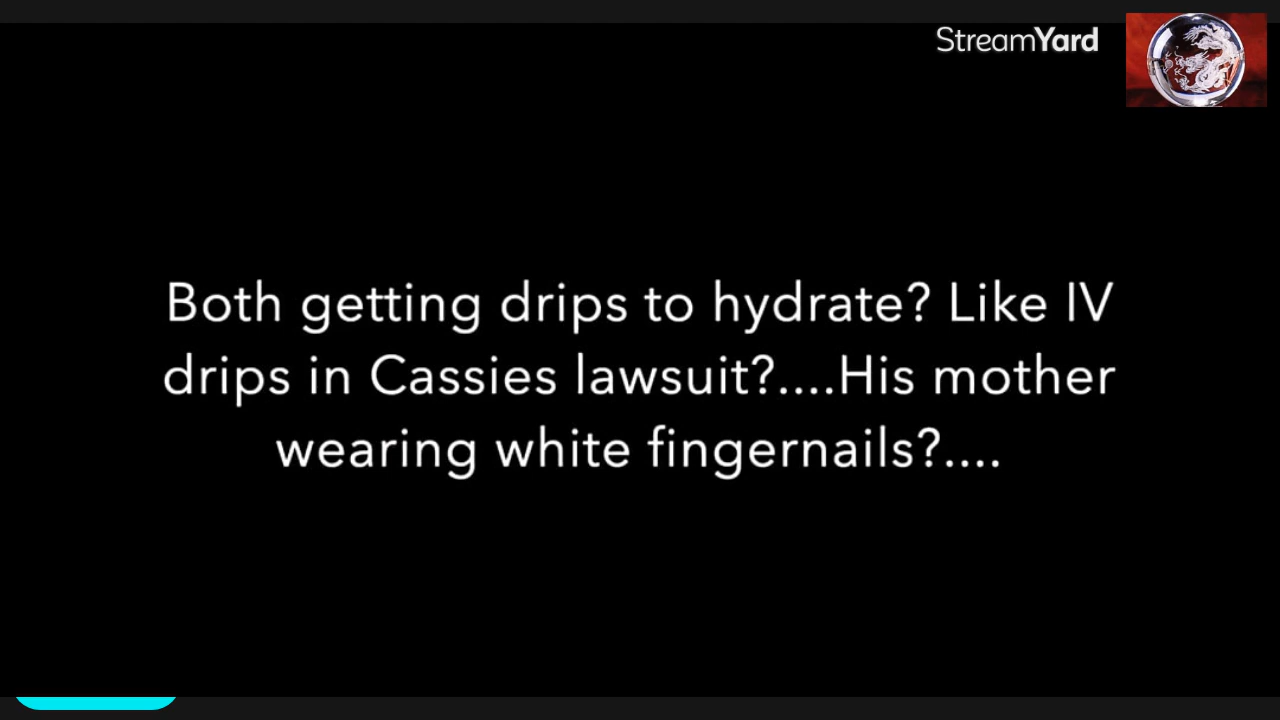 StreamYard
Both getting drips to hydrate? Like IV
drips in Cassies lawsuit?....His mother
wearing white fingernails?....